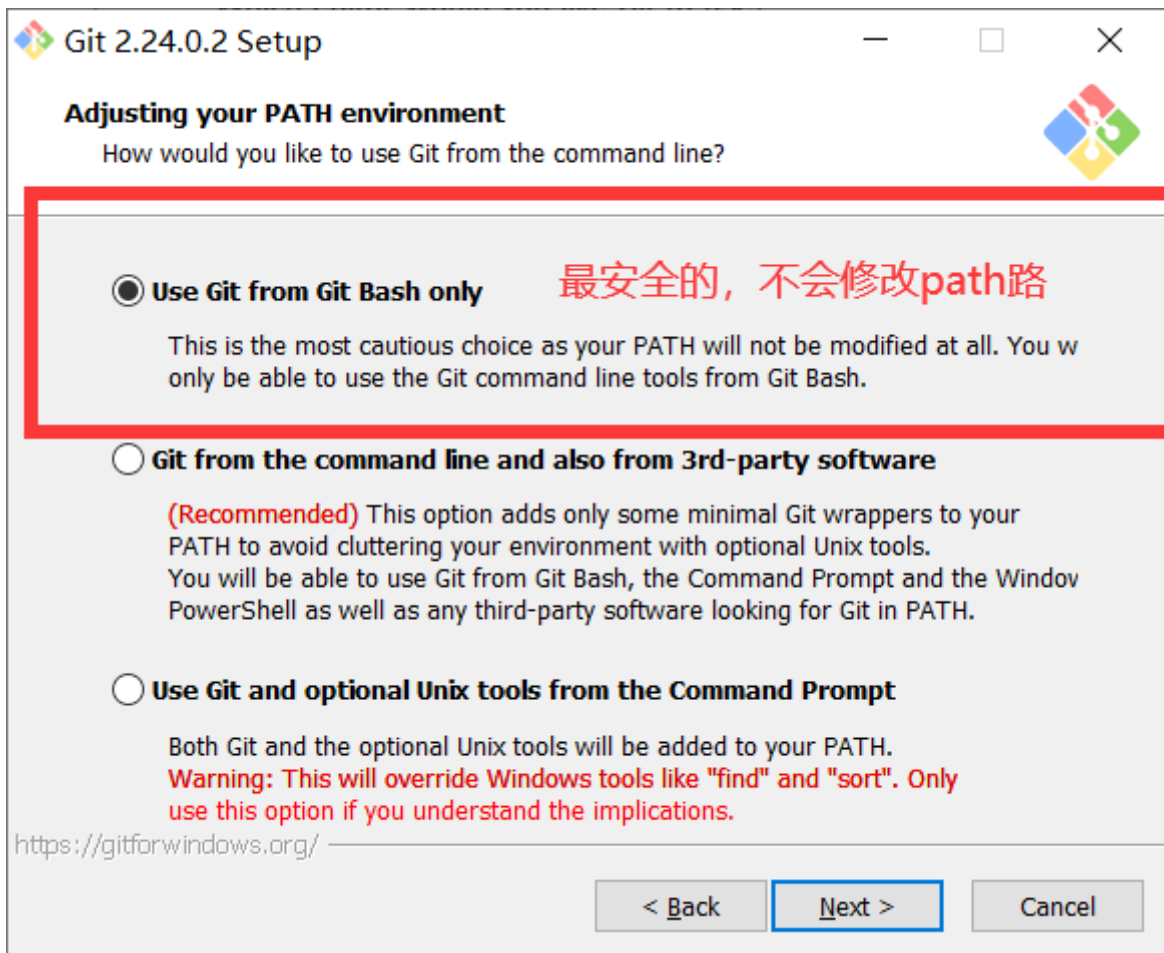 Git 2.24.0.2 Setup
Adjusting your PATH environment
How would you like to use Git from the command line?
Use Git from Git Bash only
最安全的，不会修改path路
This is the most cautious choice as your PATH will not be modified at all. You w
only be able to use the Git command line tools from Git Bash.
Git from the command line and also from 3rd-party software
(Recommended) This option adds only some minimal Git wrappers to your
PATH to avoid cluttering your environment with optional Unix tools.
You will be able to use Git from Git Bash, the Command Prompt and the Window
PowerShell as well as any third-party software looking for Git in PATH.
Use Git and optional Unix tools from the Command Prompt
Both Git and the optional Unix tools will be added to your PATH.
Warning: This will override Windows tools like "find" and "sort". Only
use this option if you understand the implications.
https://gitforwindows.org/
< Back
Next >
Cancel